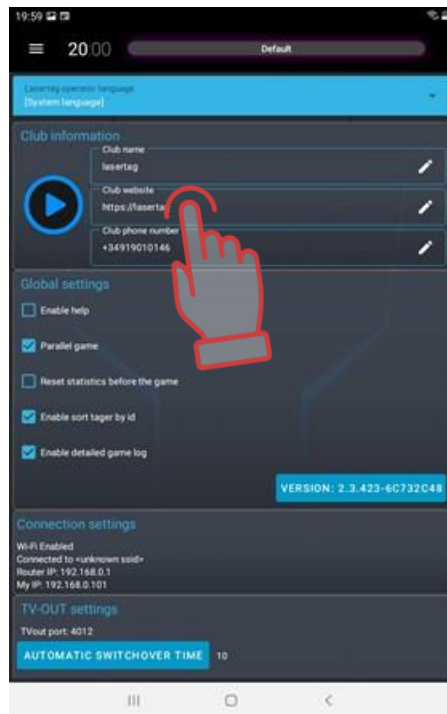 19:59
20:00
Default
Lasertag operator language
[System language]
Club information
Club name
lasertag
Club website
https://laserta
Club phone number
+34919010146
Global settings
Enable help
Parallel game
Reset statistics before the game
Enable sort tager by id
Enable detailed game log
VERSION: 2.3.423-6C732C48
Connection settings
Wi-Fi Enabled
Connected to <unknown ssid>
Router IP: 192.168.0.1
My IP: 192.168.0.101
TV-OUT settings
TVout port: 4012
AUTOMATIC SWITCHOVER TIME 10